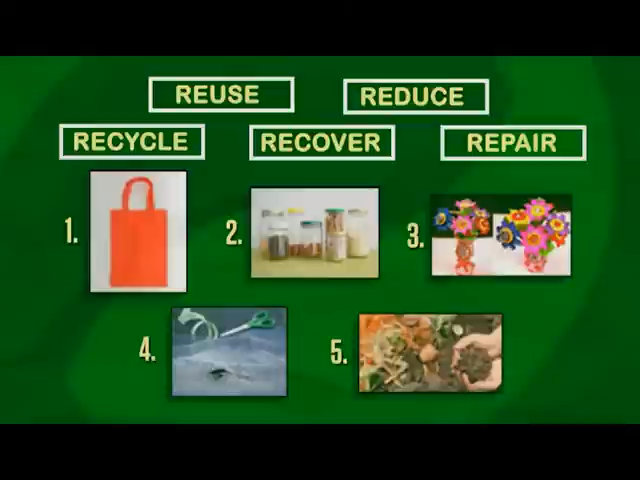 REUSE REDUCE
RECYCLE RECOVER REPAIR
1. 2. 3.
4. 5.